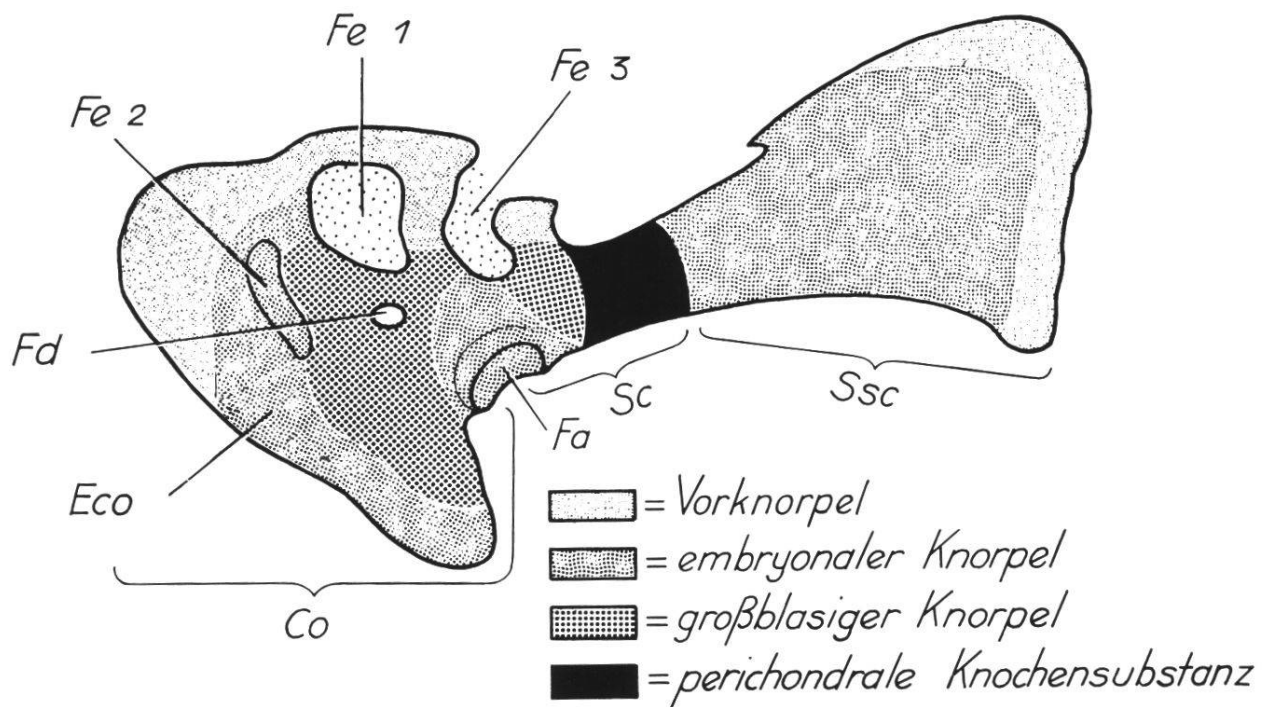 Fe 1
Fe 3
Fe 2
Fd
Sc
Ssc
Fa
Eco
Co
= Vorknorpel
= embryonaler Knorpel
= großblasiger Knorpel
= perichondrale Knochensubstanz